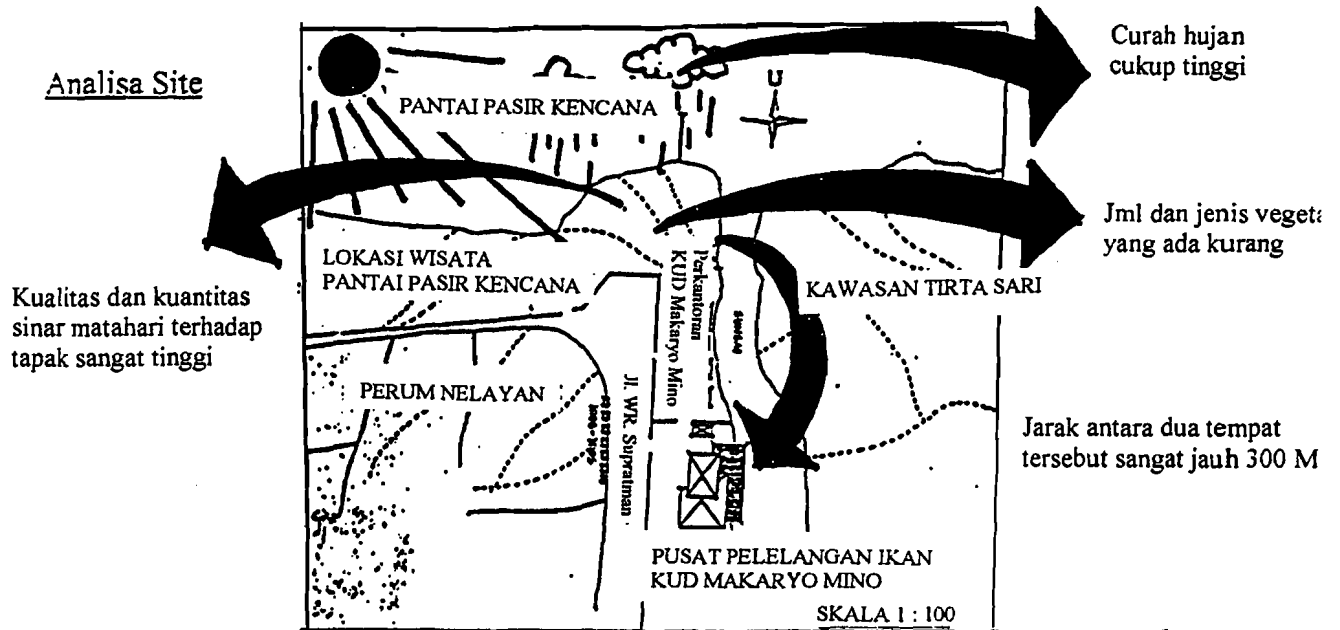 Analisa Site
Curah hujan
cukup tinggi
U
PANTAI PASIR KENCANA
Jml dan jenis vegeta
yang ada kurang
LOKASI WISATA
PANTAI PASIR KENCANA
Perkantoran
KUD Makaryo Mino
KAWASAN TIRTA SARI
Kualitas dan kuantitas
sinar matahari terhadap
tapak sangat tinggi
PERUM NELAYAN
Jl. WR. Supratman
Jarak antara dua tempat
tersebut sangat jauh 300 M
PUSAT PELELANGAN IKAN
KUD MAKARYO MINO
SKALA 1 : 100